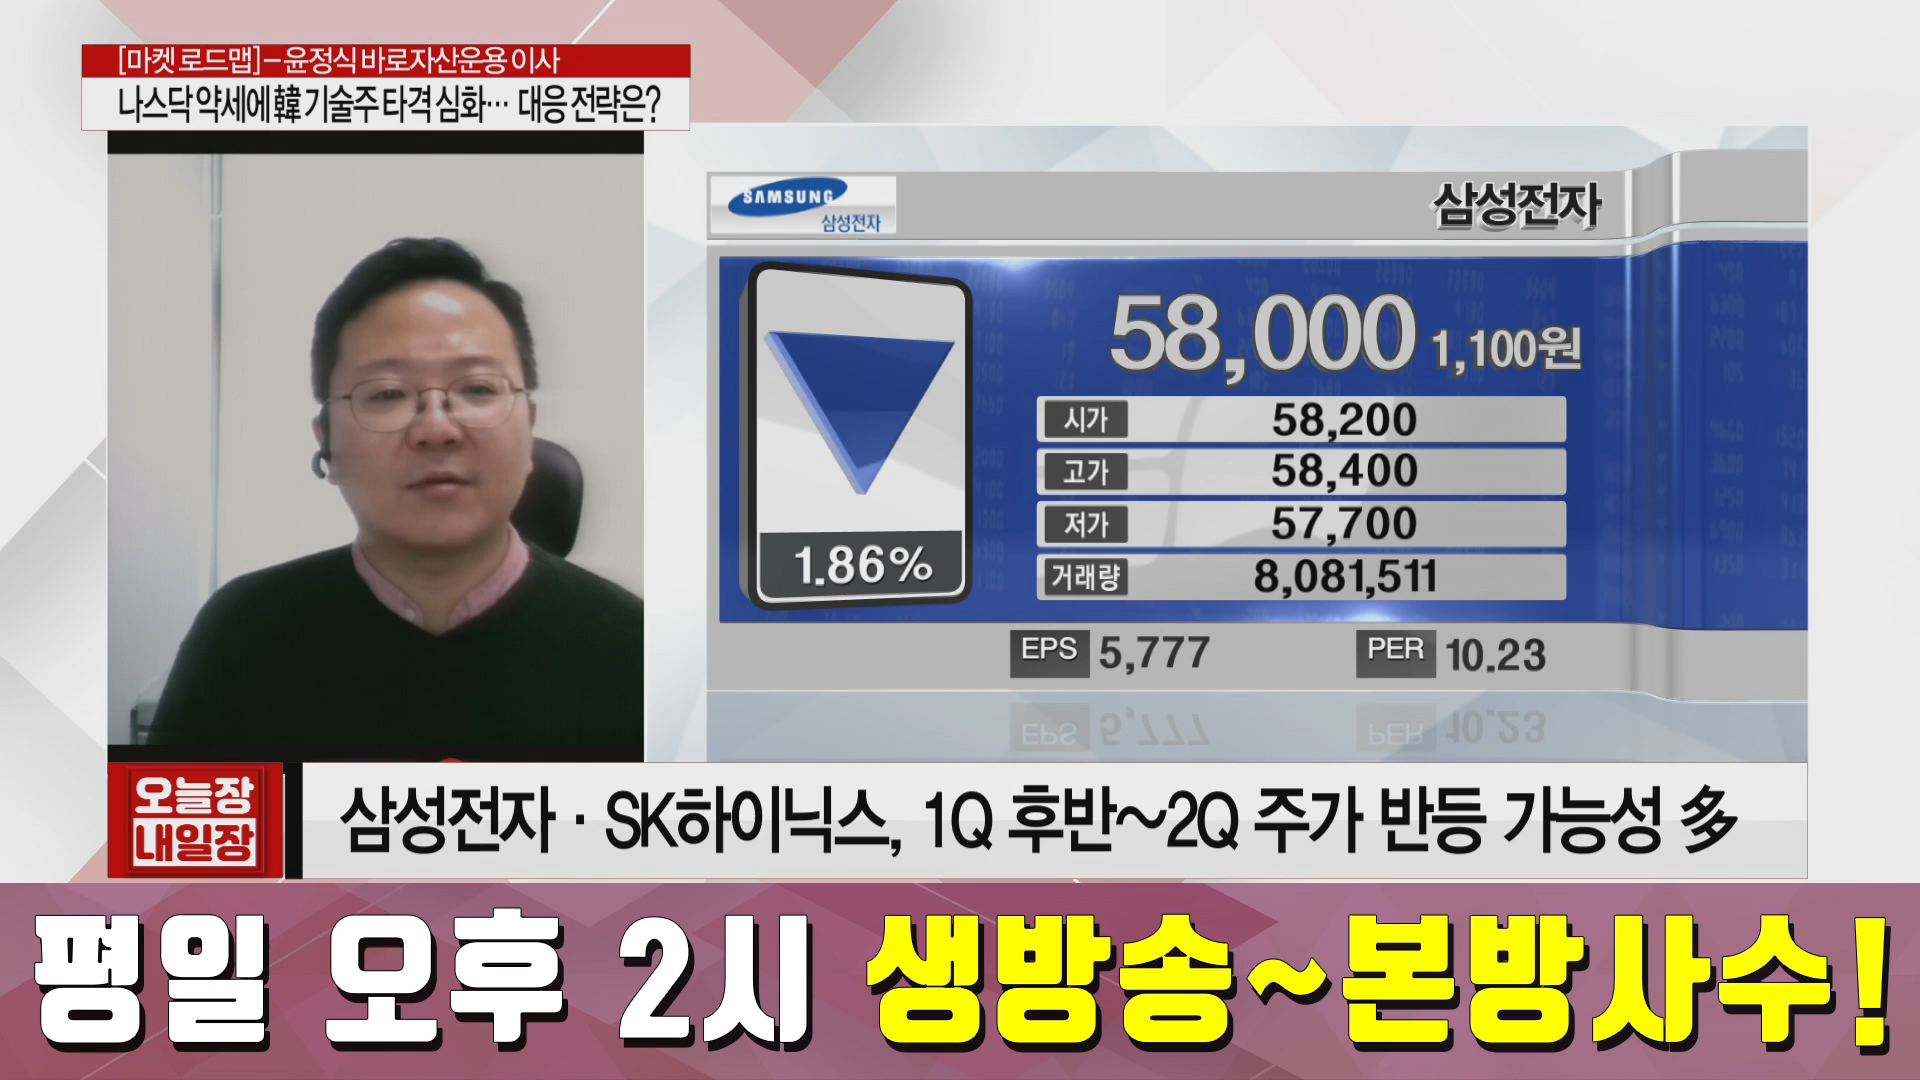 [마켓 로드맵] – 윤정식 바로자산운용 이사
나스닥 약세에 韓 기술주 타격 심화… 대응 전략은?
SAMSUNG
삼성전자
삼성전자
58,000 1,100원
1.86%
시가 58,200
고가 58,400
저가 57,700
거래량 8,081,511
EPS 5,777 PER 10.23
오늘장
내일장
삼성전자·SK하이닉스, 1Q 후반~2Q 주가 반등 가능성 多
평일 오후 2시 생방송~본방사수!